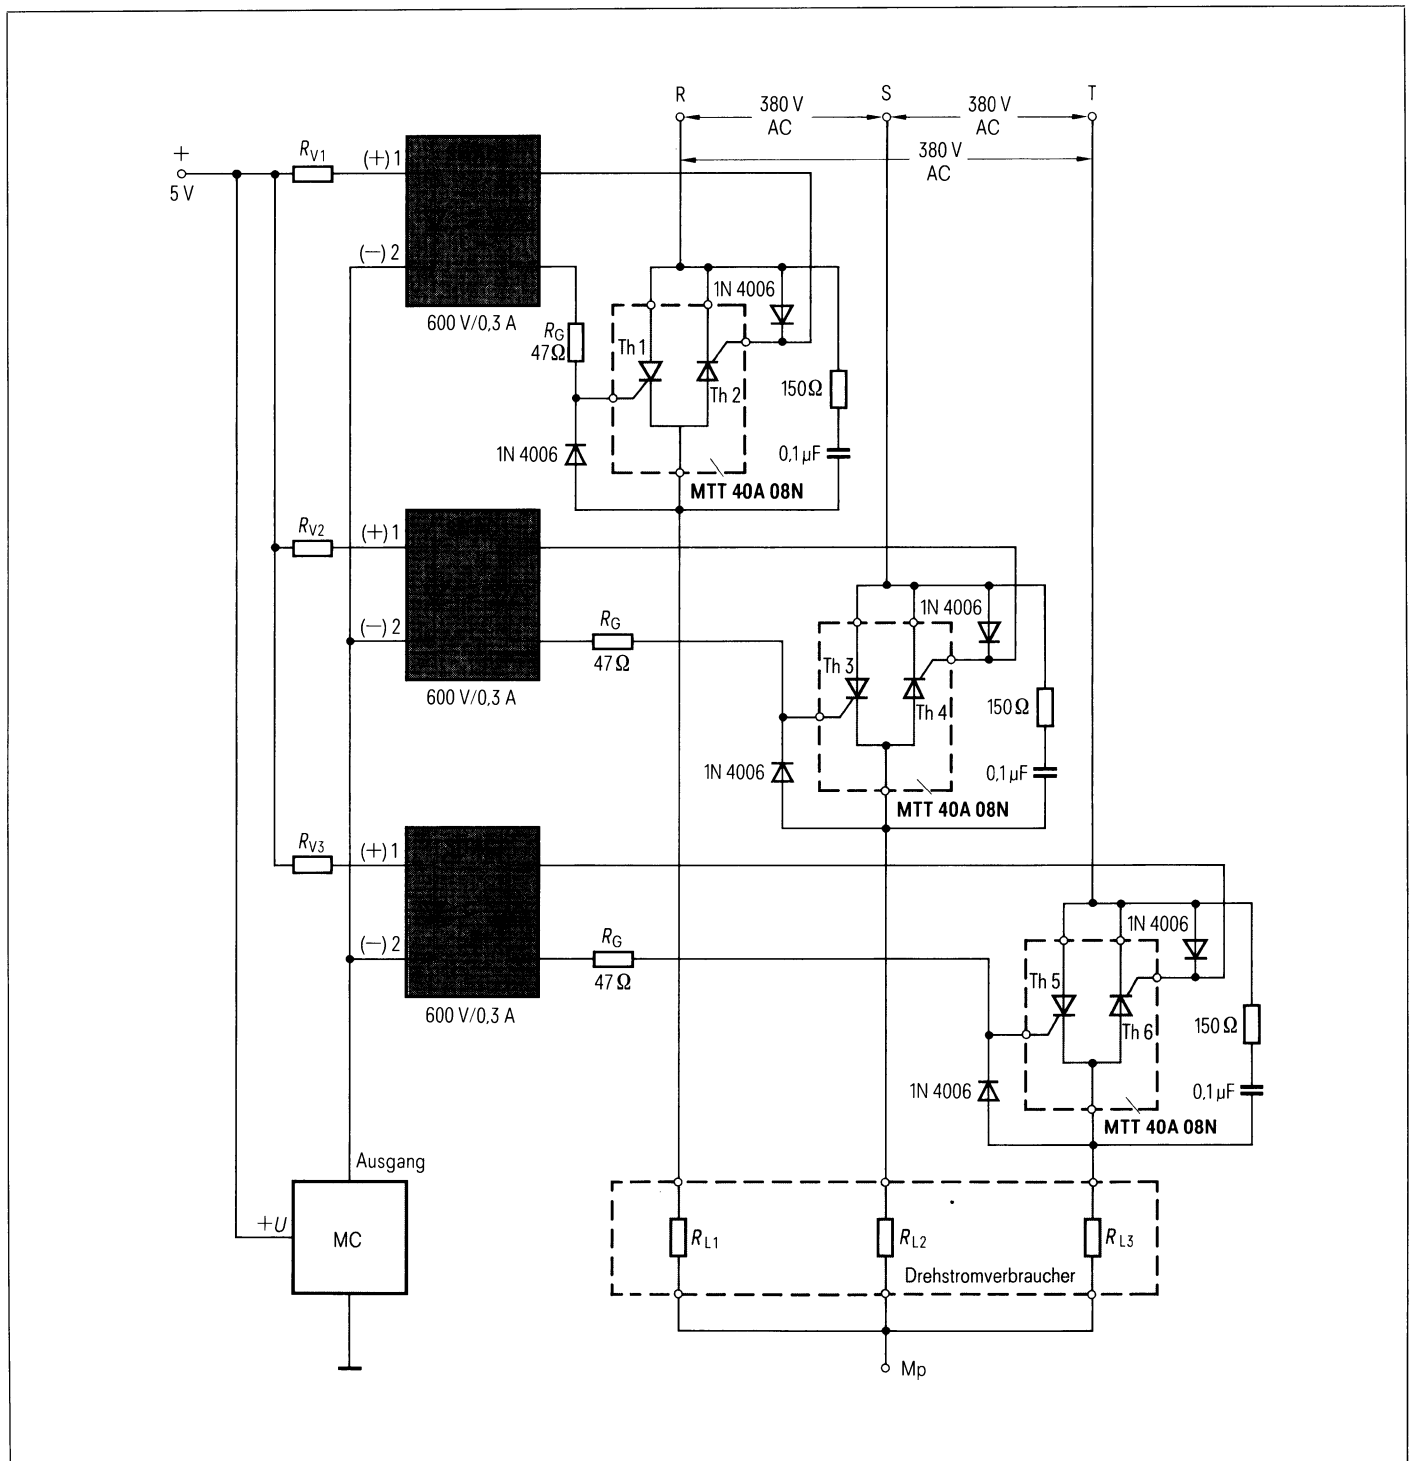 R
380 V
AC
S
380 V
AC
T
380 V
AC
+
5 V
RV1
(+) 1
(—) 2
600 V/0,3 A
RG
47Ω
1N 4006
Th 1
Th 2
150Ω
0,1 µF
1N 4006
MTT 40A 08N
RV2
(+) 1
(—) 2
600 V/0,3 A
RG
47Ω
1N 4006
Th 3
Th 4
150Ω
0,1 µF
1N 4006
MTT 40A 08N
RV3
(+) 1
(—) 2
600 V/0,3 A
RG
47Ω
1N 4006
Th 5
Th 6
150Ω
0,1 µF
1N 4006
MTT 40A 08N
Ausgang
+U
MC
RL1
RL2
RL3
Drehstromverbraucher
Mp